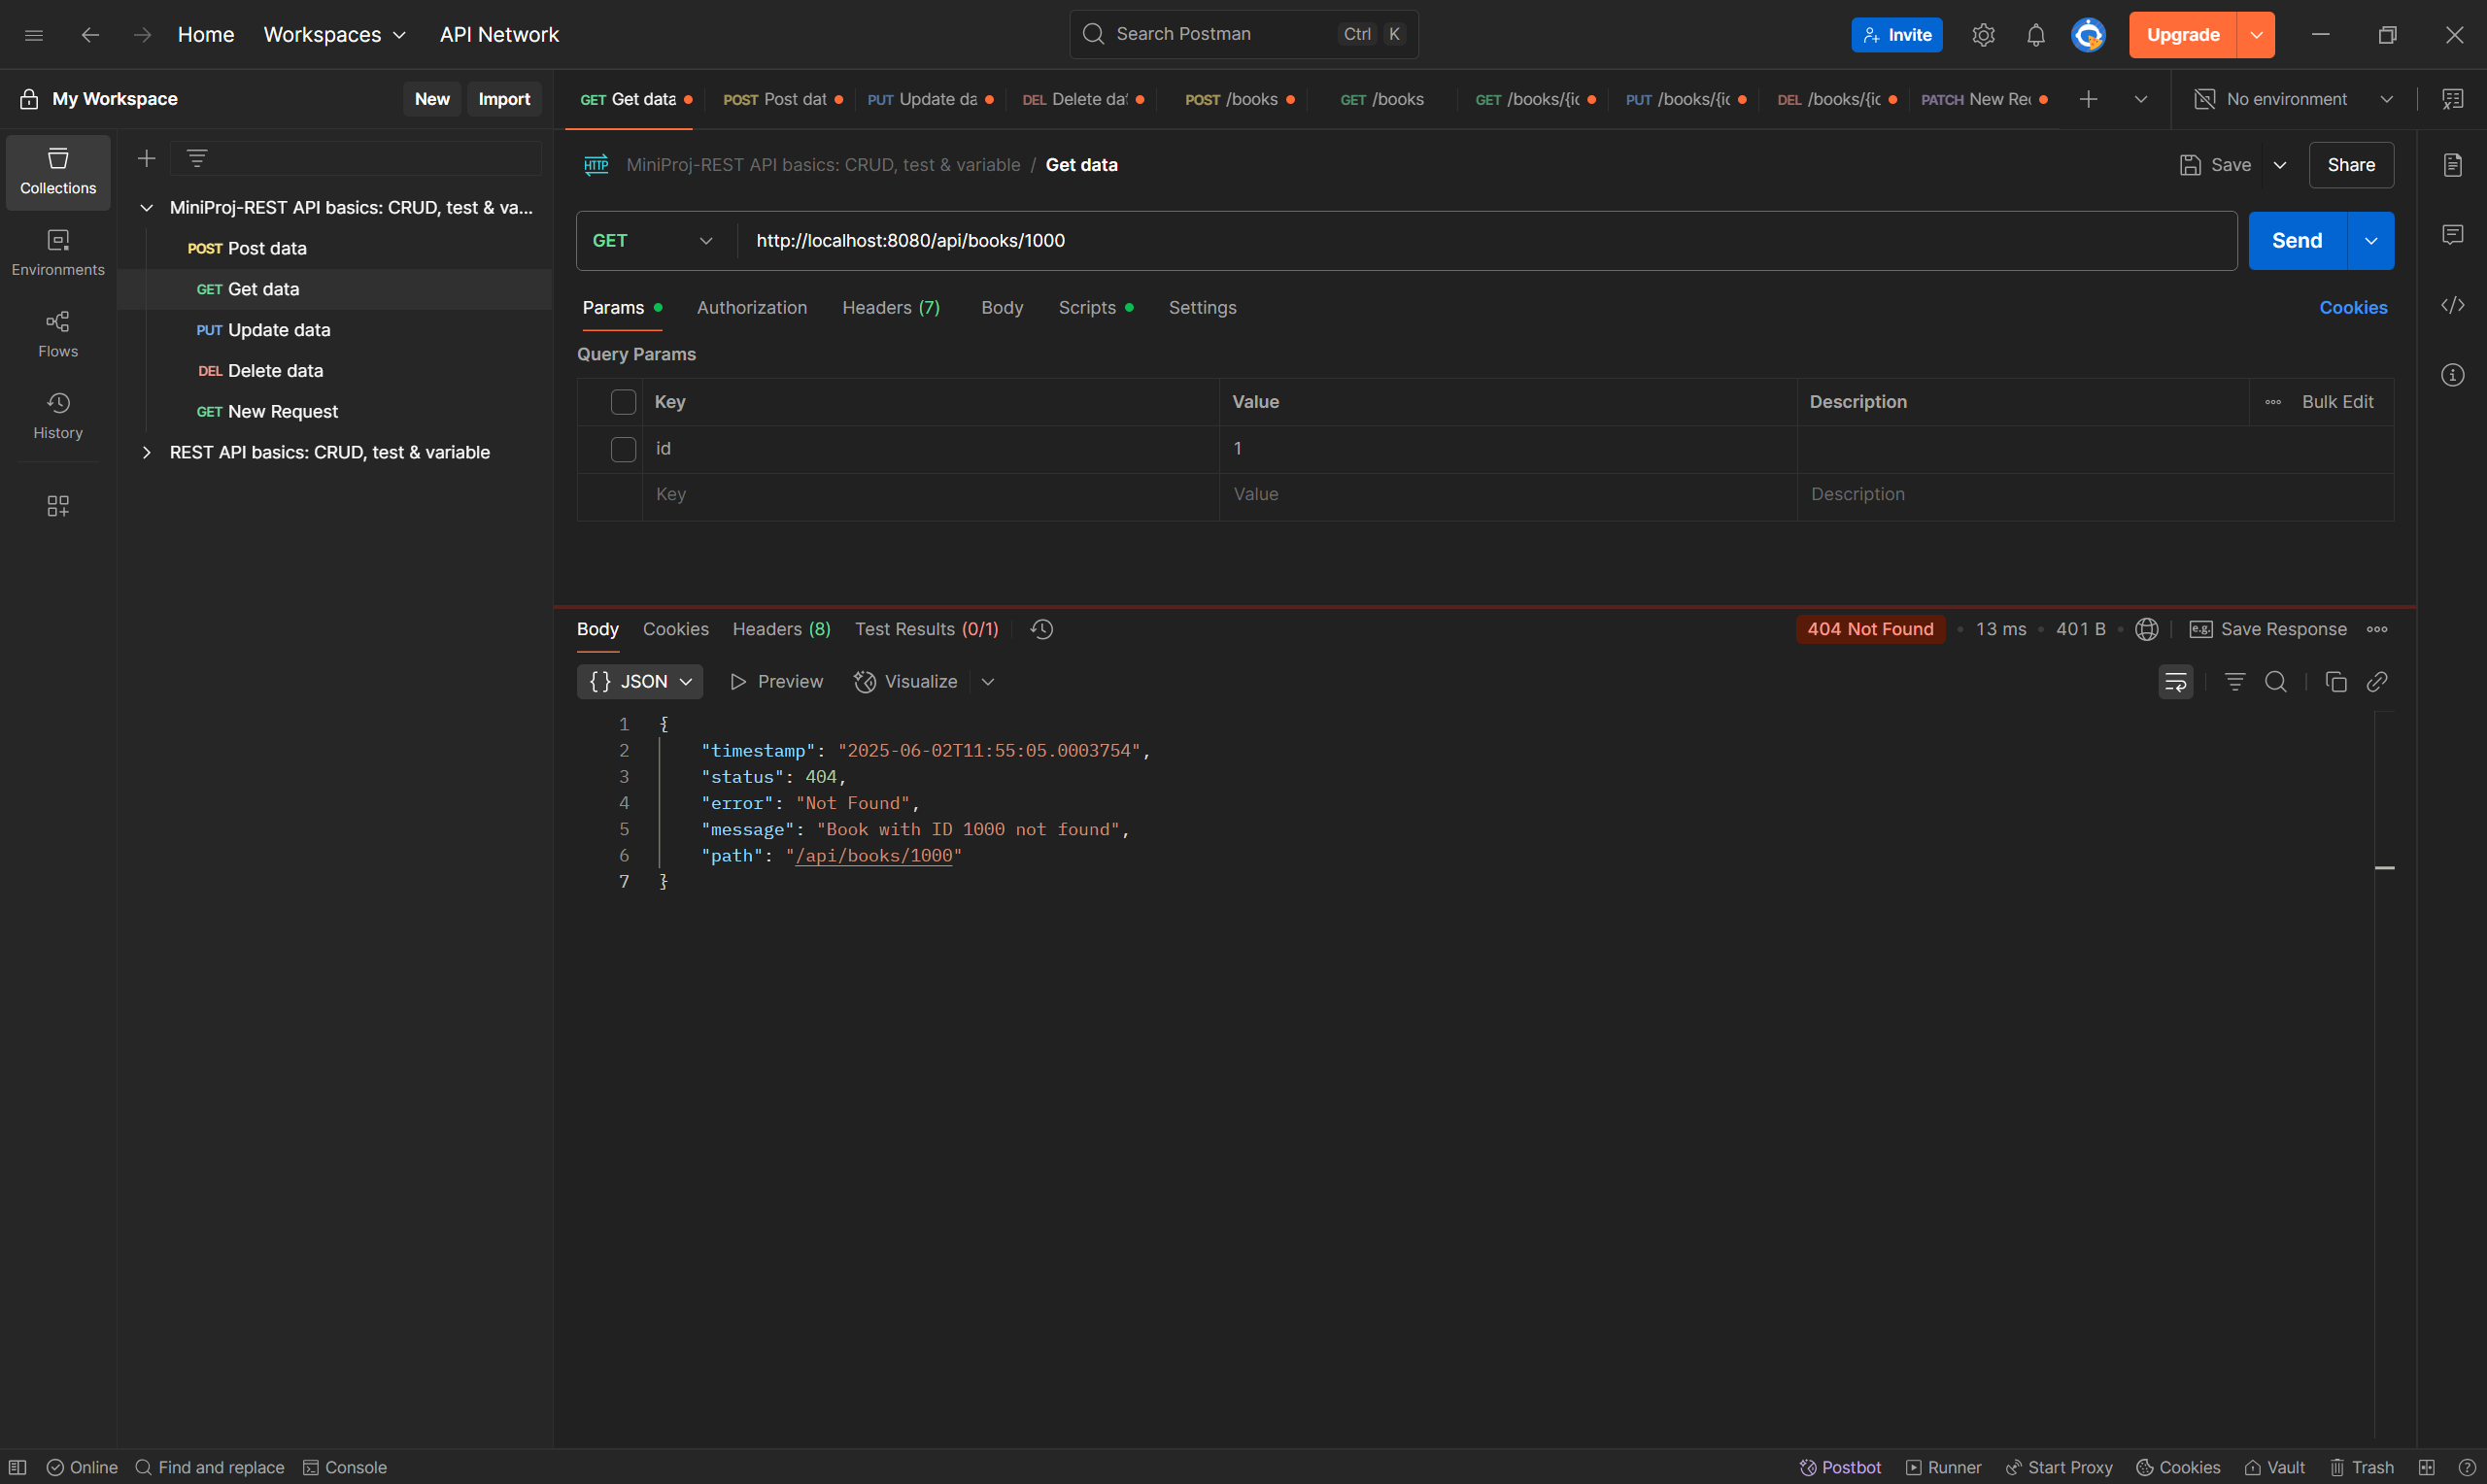 Home Workspaces API Network Search Postman Ctrl K Invite Upgrade
My Workspace New Import GET Get data POST Post dat PUT Update da DEL Delete da POST /books GET /books GET /books/{ic PUT /books/{ic DEL /books/{ic PATCH New Re No environment
Collections
Environments
Flows
History
MiniProj-REST API basics: CRUD, test & va...
POST Post data
GET Get data
PUT Update data
DEL Delete data
GET New Request
REST API basics: CRUD, test & variable
HTTP MiniProj-REST API basics: CRUD, test & variable / Get data Save Share
GET http://localhost:8080/api/books/1000 Send
Params Authorization Headers (7) Body Scripts Settings Cookies
Query Params
Key Value Description Bulk Edit
id 1
Key Value Description
Body Cookies Headers (8) Test Results (0/1) 404 Not Found • 13 ms • 401 B • e.g. Save Response
{} JSON Preview Visualize
1 {
2 "timestamp": "2025-06-02T11:55:05.0003754",
3 "status": 404,
4 "error": "Not Found",
5 "message": "Book with ID 1000 not found",
6 "path": "/api/books/1000"
7 }
Online Find and replace Console Postbot Runner Start Proxy Cookies Vault Trash